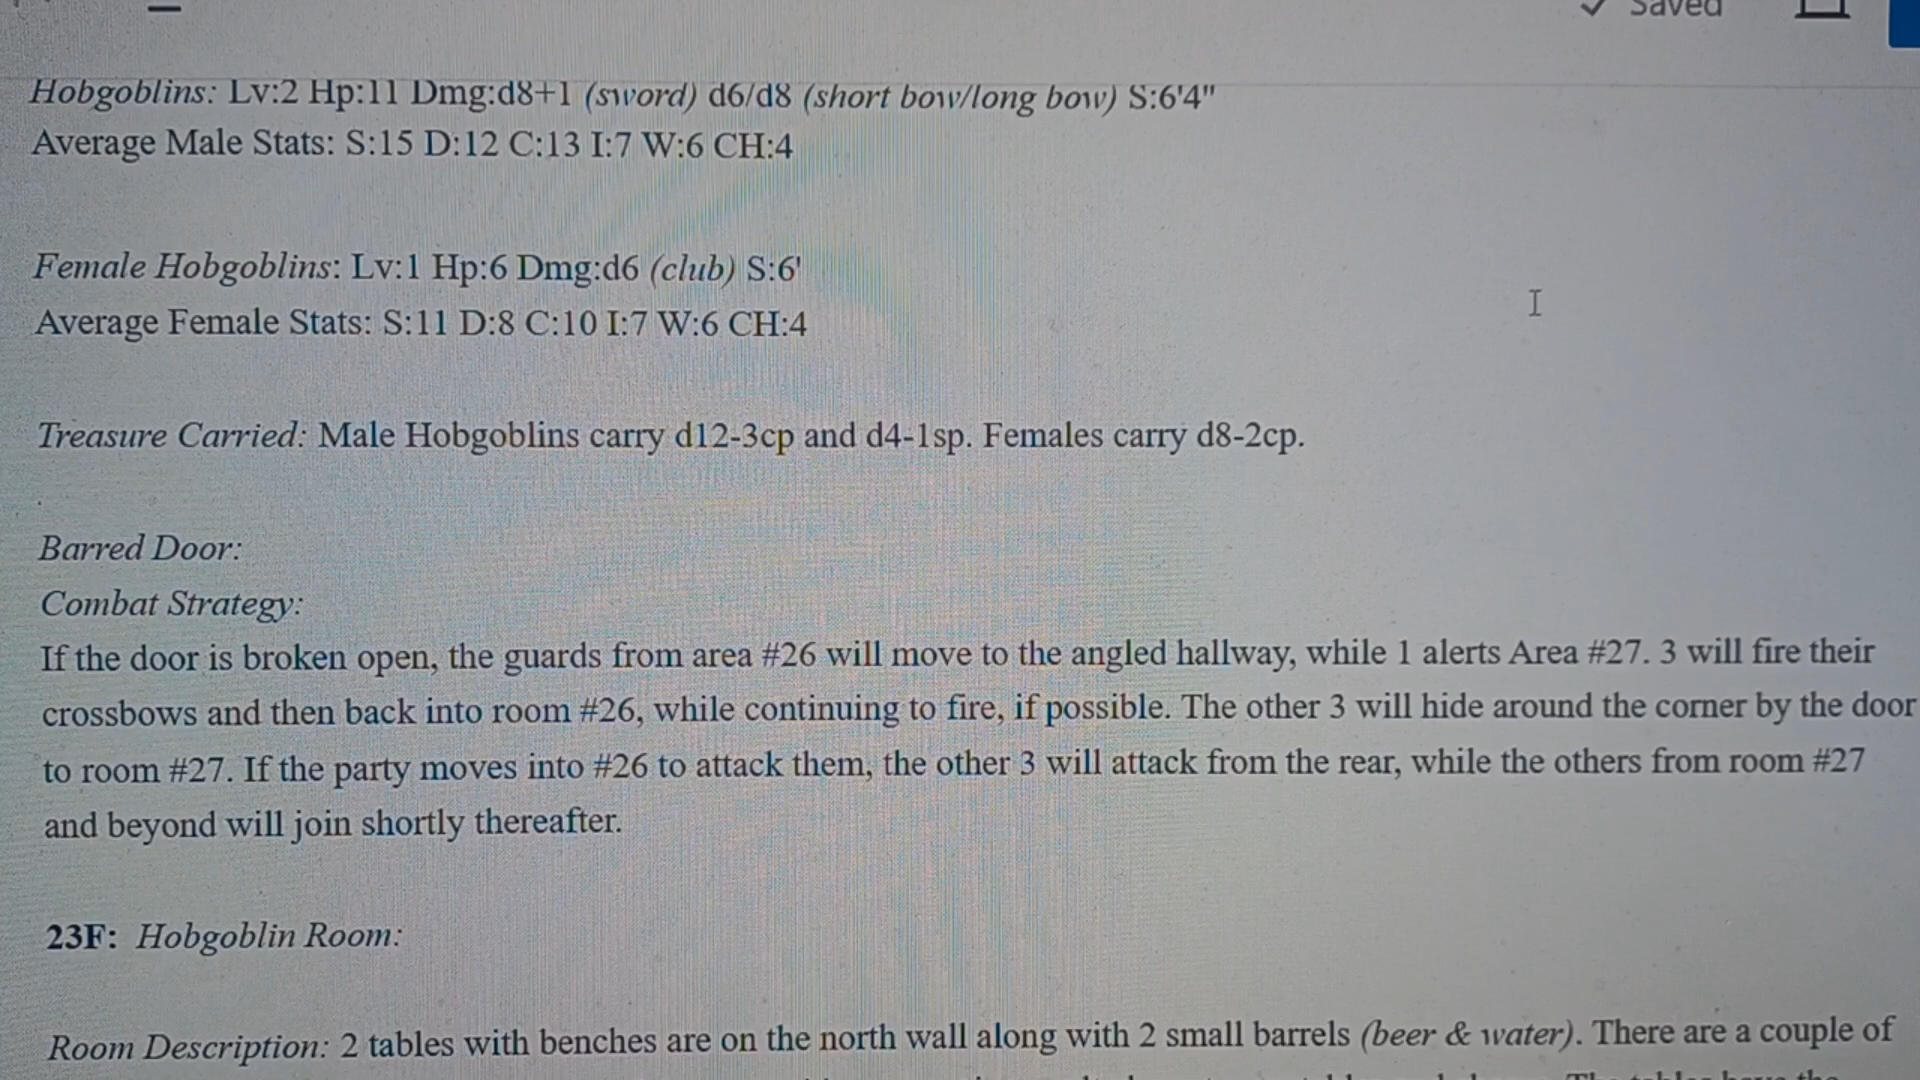 Saved
Hobgoblins: Lv:2 Hp:11 Dmg:d8+1 (sword) d6/d8 (short bow/long bow) S:6'4"
Average Male Stats: S:15 D:12 C:13 I:7 W:6 CH:4
Female Hobgoblins: Lv:1 Hp:6 Dmg:d6 (club) S:6'
Average Female Stats: S:11 D:8 C:10 I:7 W:6 CH:4
Treasure Carried: Male Hobgoblins carry d12-3cp and d4-1sp. Females carry d8-2cp.
Barred Door:
Combat Strategy:
If the door is broken open, the guards from area #26 will move to the angled hallway, while 1 alerts Area #27. 3 will fire their
crossbows and then back into room #26, while continuing to fire, if possible. The other 3 will hide around the corner by the door
to room #27. If the party moves into #26 to attack them, the other 3 will attack from the rear, while the others from room #27
and beyond will join shortly thereafter.
23F: Hobgoblin Room:
Room Description: 2 tables with benches are on the north wall along with 2 small barrels (beer & water). There are a couple of